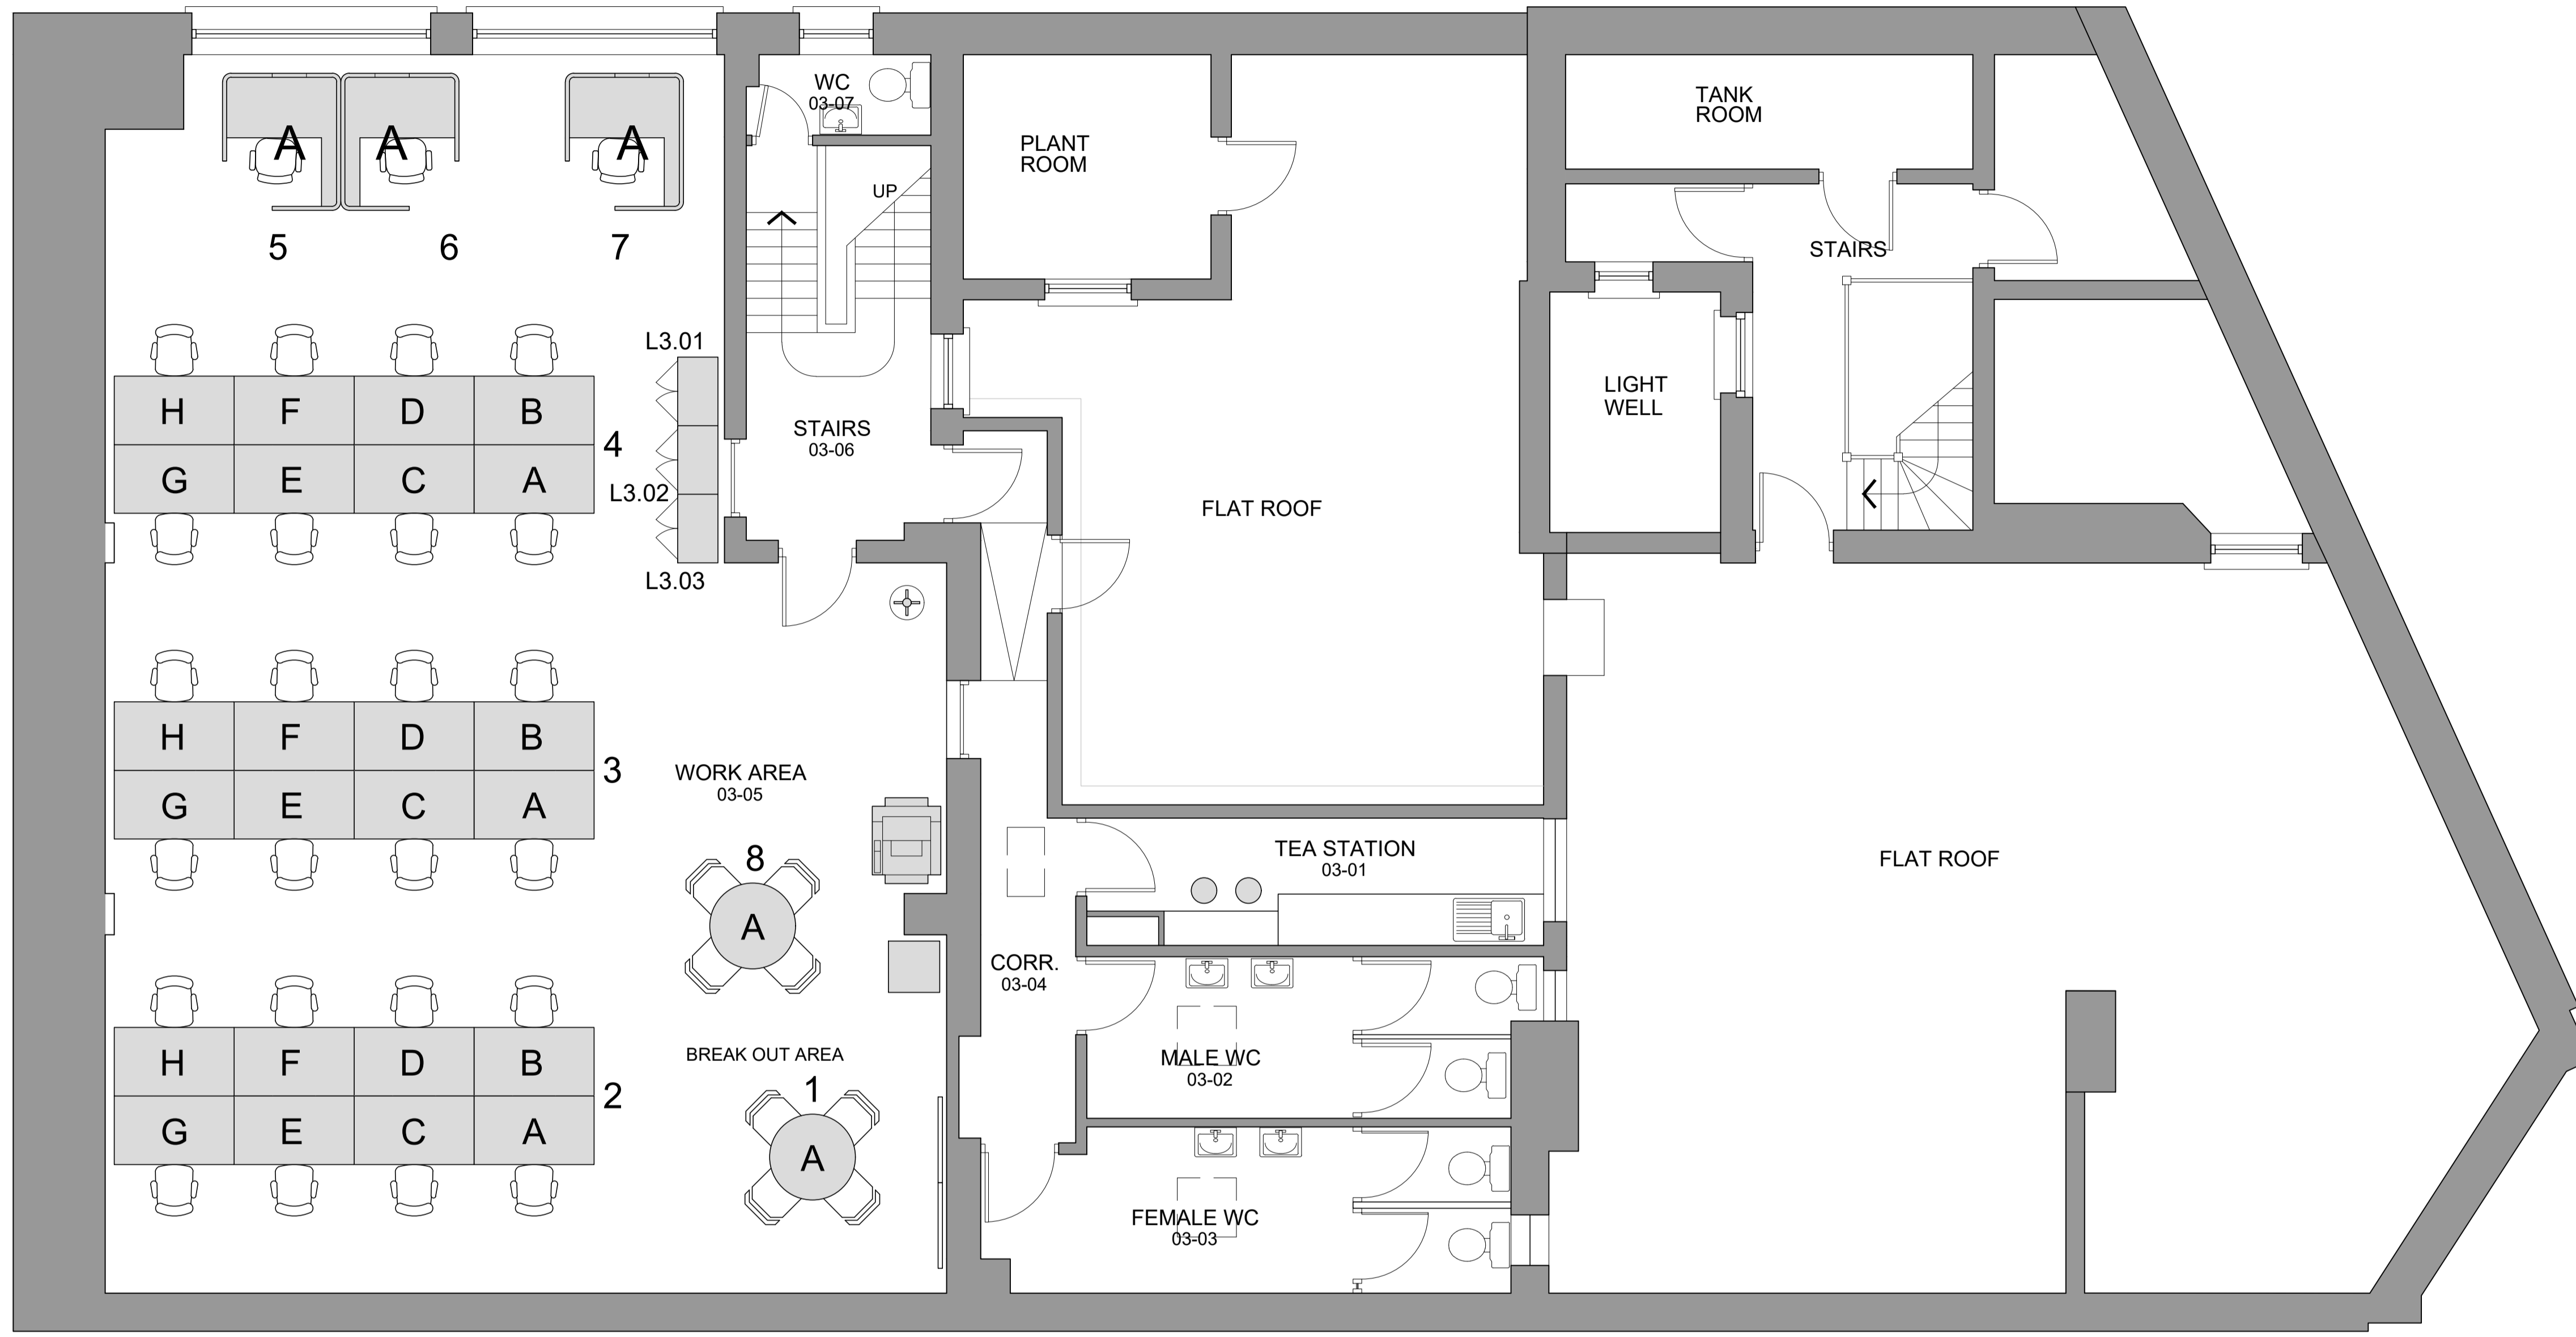 WC
03-07
TANK
ROOM
PLANT
ROOM
A
A
A
UP
5
6
7
STAIRS
L3.01
LIGHT
WELL
H
F
D
B
4
STAIRS
03-06
G
E
C
A
L3.02
FLAT ROOF
L3.03
H
F
D
B
3
WORK AREA
03-05
G
E
C
A
8
TEA STATION
03-01
FLAT ROOF
A
CORR.
03-04
BREAK OUT AREA
H
F
D
B
2
1
MALE WC
03-02
G
E
C
A
A
FEMALE WC
03-03